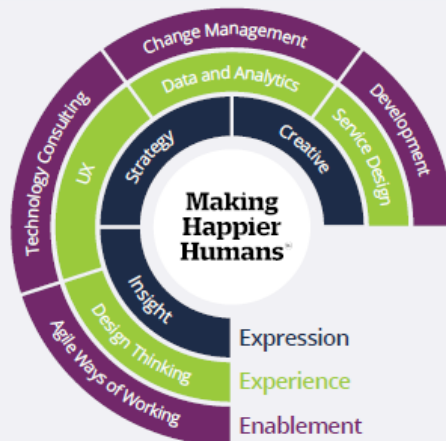 Change Management
Technology Consulting
Development
Agile Ways of Working
Data and Analytics
UX
Service Design
Design Thinking
Strategy
Creative
Insight
Making
Happier
Humans
Expression
Experience
Enablement